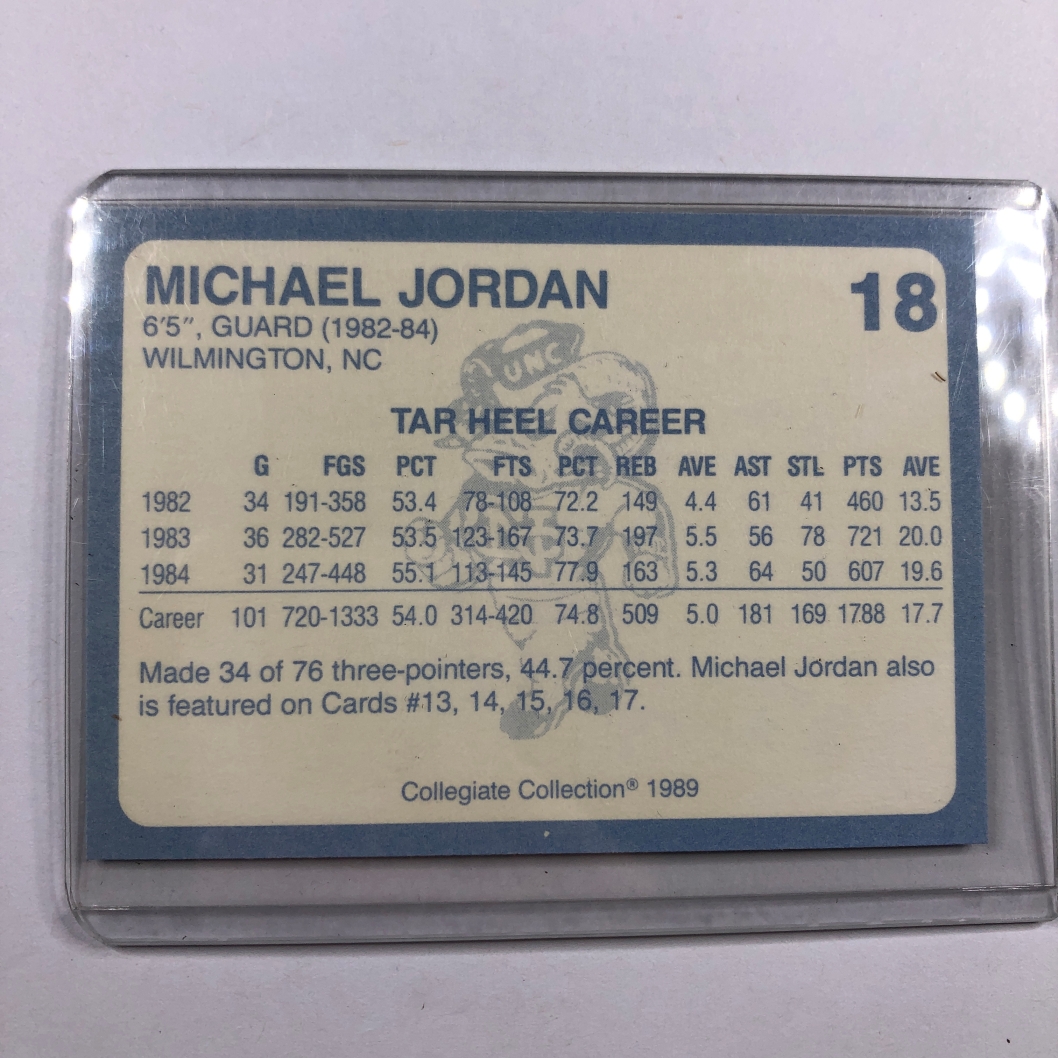 MICHAEL JORDAN 18
6'5", GUARD (1982-84)
WILMINGTON, NC
UNC
TAR HEEL CAREER
G FGS PCT FTS PCT REB AVE AST STL PTS AVE
1982 34 191-358 53.4 78-108 72.2 149 4.4 61 41 460 13.5
1983 36 282-527 53.5 123-167 73.7 197 5.5 56 78 721 20.0
1984 31 247-448 55.1 113-145 77.9 163 5.3 64 50 607 19.6
Career 101 720-1333 54.0 314-420 74.8 509 5.0 181 169 1788 17.7
Made 34 of 76 three-pointers, 44.7 percent. Michael Jordan also
is featured on Cards #13, 14, 15, 16, 17.
Collegiate Collection® 1989